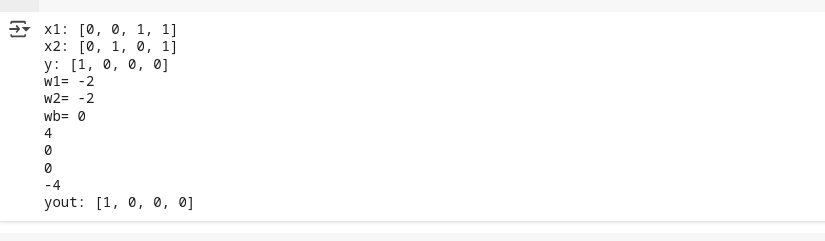 x1: [0, 0, 1, 1]
x2: [0, 1, 0, 1]
y: [1, 0, 0, 0]
w1= -2
w2= -2
wb= 0
4
0
0
-4
yout: [1, 0, 0, 0]